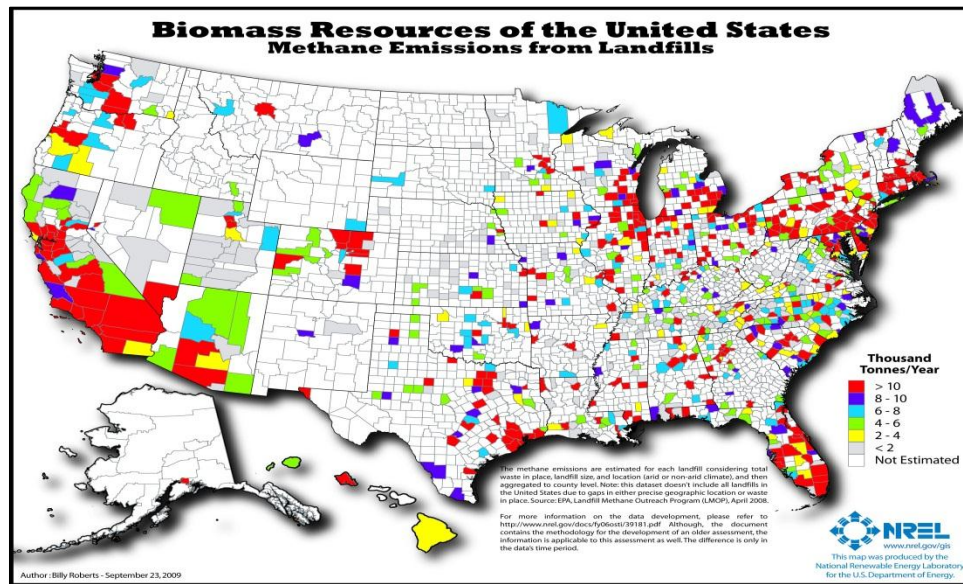 Biomass Resources of the United States
Methane Emissions from Landfills
Thousand
Tonnes/Year
> 10
8 - 10
6 - 8
4 - 6
2 - 4
< 2
Not Estimated
The methane emissions are estimated for each landfill considering total
waste in place, landfill size, and location (arid or non-arid climate), and then
aggregated to county level. Note: this dataset doesn't include all landfills in
the United States due to gaps in either precise geographic location or waste
in place. Source: EPA, Landfill Methane Outreach Program (LMOP), April 2008.
For more information on the data development, please refer to
http://www.nrel.gov/docs/fy06osti/39181.pdf Although, the document
contains the methodology for the development of an older assessment, the
information is applicable to this assessment as well. The difference is only in
the data's time period.
NREL
www.nrel.gov/gis
This map was produced by the
National Renewable Energy Laboratory
for the U.S. Department of Energy.
Author : Billy Roberts - September 23, 2009